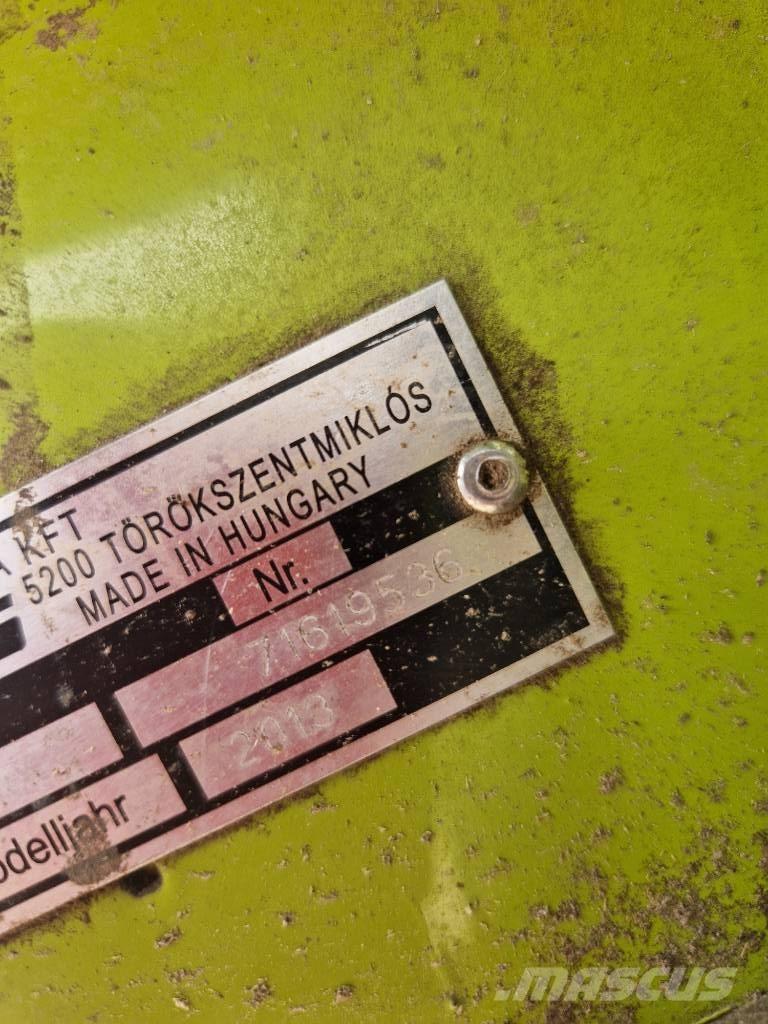 KFT
5200 TÖRÖKSZENTMIKLÓS
MADE IN HUNGARY
Nr.
71619536
2013
odelljahr
MASCUS